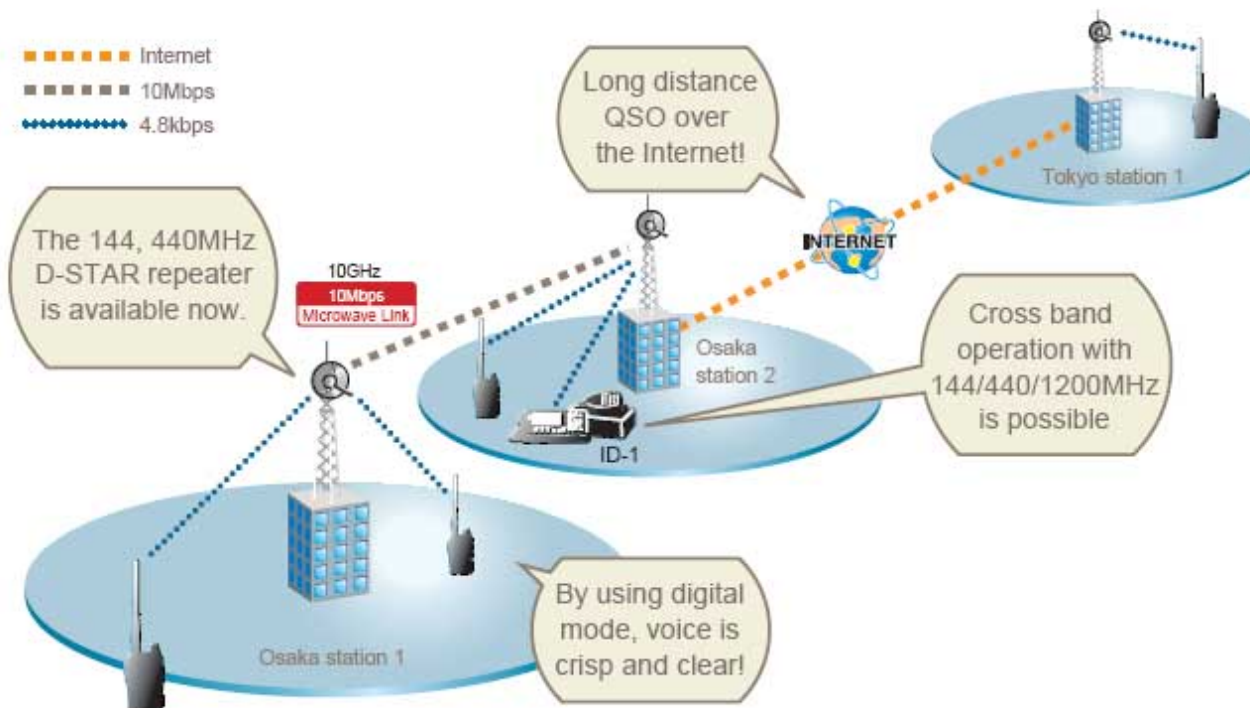 Internet
10Mbps
4.8kbps
Long distance
QSO over
the Internet!
Tokyo station 1
The 144, 440MHz
D-STAR repeater
is available now.
10GHz
10Mbps
Microwave Link
INTERNET
Osaka
station 2
Cross band
operation with
144/440/1200MHz
is possible
ID-1
By using digital
mode, voice is
crisp and clear!
Osaka station 1